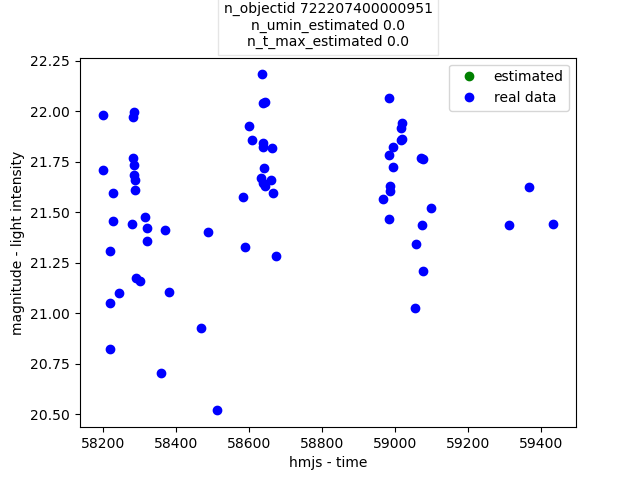 n_objectid 722207400000951
n_umin_estimated 0.0
n_t_max_estimated 0.0
estimated
real data
magnitude - light intensity
22.25
22.00
21.75
21.50
21.25
21.00
20.75
20.50
58200 58400 58600 58800 59000 59200 59400
hmjs - time